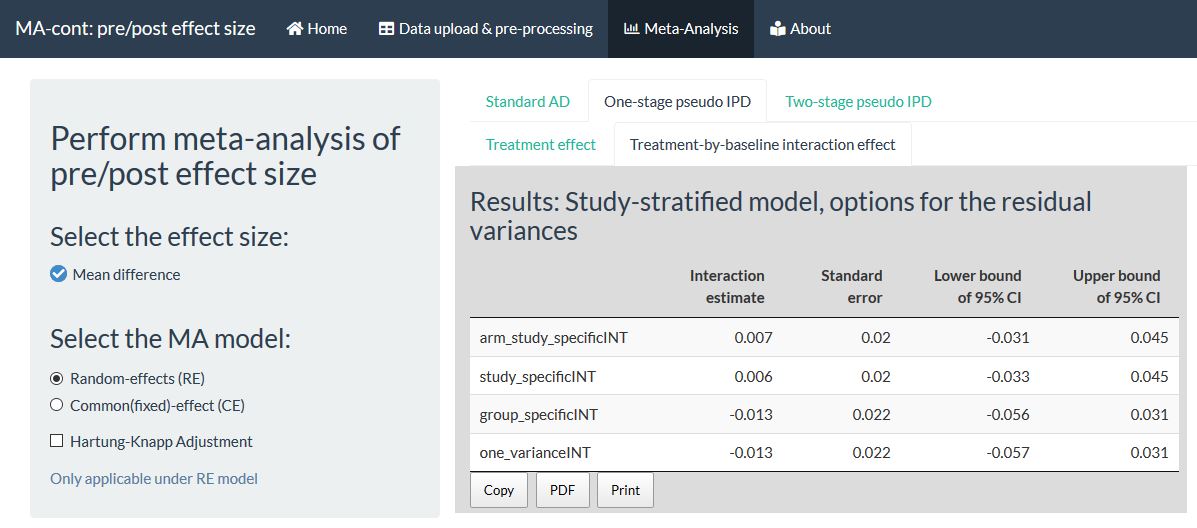 MA-cont: pre/post effect size Home Data upload & pre-processing Meta-Analysis About
Perform meta-analysis of
pre/post effect size
Select the effect size:
Mean difference
Select the MA model:
Random-effects (RE)
Common(fixed)-effect (CE)
Hartung-Knapp Adjustment
Only applicable under RE model
Standard AD One-stage pseudo IPD Two-stage pseudo IPD
Treatment effect Treatment-by-baseline interaction effect
Results: Study-stratified model, options for the residual
variances
Interaction Standard Lower bound Upper bound
estimate error of 95% CI of 95% CI
arm_study_specificINT 0.007 0.02 -0.031 0.045
study_specificINT 0.006 0.02 -0.033 0.045
group_specificINT -0.013 0.022 -0.056 0.031
one_varianceINT -0.013 0.022 -0.057 0.031
Copy PDF Print